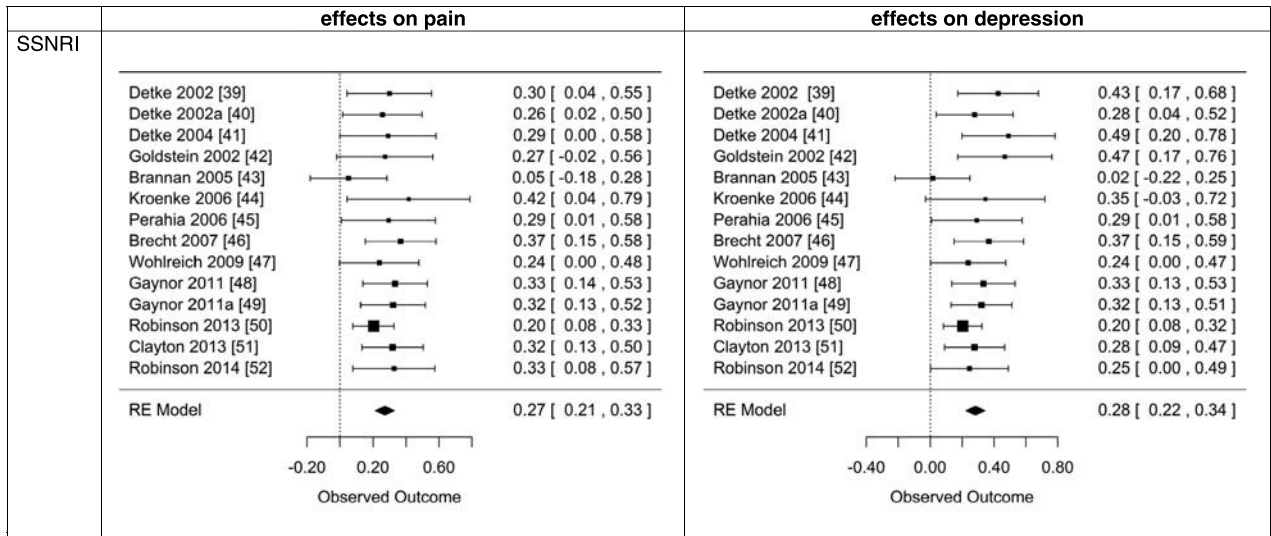 effects on pain
effects on depression
SSNRI
Detke 2002 [39] 0.30 [ 0.04 , 0.55 ]
Detke 2002a [40] 0.26 [ 0.02 , 0.50 ]
Detke 2004 [41] 0.29 [ 0.00 , 0.58 ]
Goldstein 2002 [42] 0.27 [ -0.02 , 0.56 ]
Brannan 2005 [43] 0.05 [ -0.18 , 0.28 ]
Kroenke 2006 [44] 0.42 [ 0.04 , 0.79 ]
Perahia 2006 [45] 0.29 [ 0.01 , 0.58 ]
Brecht 2007 [46] 0.37 [ 0.15 , 0.58 ]
Wohlreich 2009 [47] 0.24 [ 0.00 , 0.48 ]
Gaynor 2011 [48] 0.33 [ 0.14 , 0.53 ]
Gaynor 2011a [49] 0.32 [ 0.13 , 0.52 ]
Robinson 2013 [50] 0.20 [ 0.08 , 0.33 ]
Clayton 2013 [51] 0.32 [ 0.13 , 0.50 ]
Robinson 2014 [52] 0.33 [ 0.08 , 0.57 ]
RE Model 0.27 [ 0.21 , 0.33 ]
-0.20 0.20 0.60
Observed Outcome
Detke 2002 [39] 0.43 [ 0.17 , 0.68 ]
Detke 2002a [40] 0.28 [ 0.04 , 0.52 ]
Detke 2004 [41] 0.49 [ 0.20 , 0.78 ]
Goldstein 2002 [42] 0.47 [ 0.17 , 0.76 ]
Brannan 2005 [43] 0.02 [ -0.22 , 0.25 ]
Kroenke 2006 [44] 0.35 [ -0.03 , 0.72 ]
Perahia 2006 [45] 0.29 [ 0.01 , 0.58 ]
Brecht 2007 [46] 0.37 [ 0.15 , 0.59 ]
Wohlreich 2009 [47] 0.24 [ 0.00 , 0.47 ]
Gaynor 2011 [48] 0.33 [ 0.13 , 0.53 ]
Gaynor 2011a [49] 0.32 [ 0.13 , 0.51 ]
Robinson 2013 [50] 0.20 [ 0.08 , 0.32 ]
Clayton 2013 [51] 0.28 [ 0.09 , 0.47 ]
Robinson 2014 [52] 0.25 [ 0.00 , 0.49 ]
RE Model 0.28 [ 0.22 , 0.34 ]
-0.40 0.00 0.40 0.80
Observed Outcome